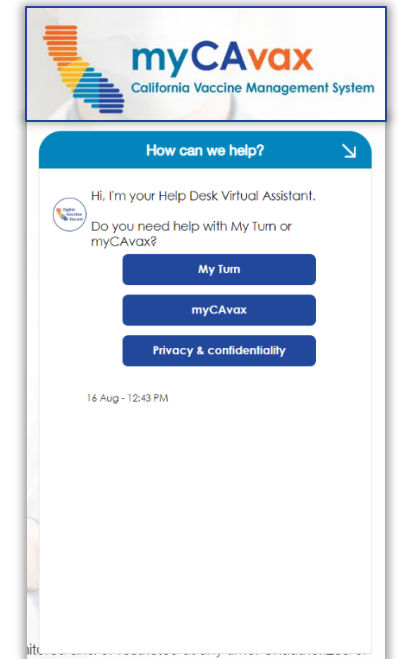 myCAvax
California Vaccine Management System
How can we help?
Hi, I'm your Help Desk Virtual Assistant.
Digital
Vaccine
Record
Do you need help with My Turn or
myCAvax?
My Turn
myCAvax
Privacy & confidentiality
16 Aug - 12:43 PM